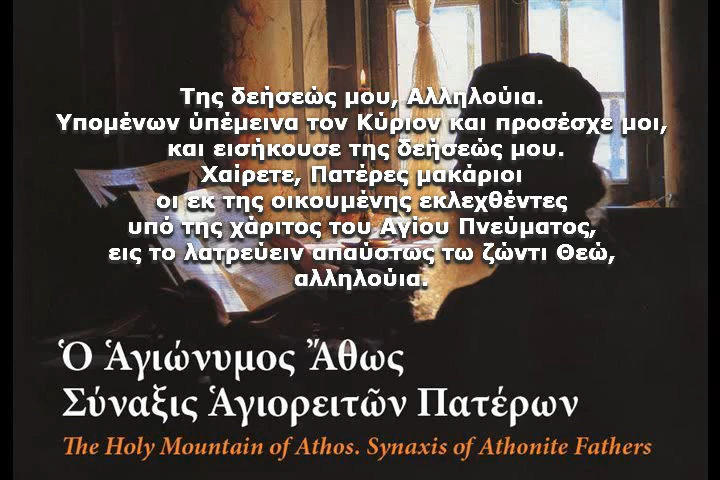 Της δεήσεώς μου, Αλληλούια.
Υπομένων ύπέμεινα τον Κύριον και προσέσχε μοι,
και εισήκουσε της δεήσεώς μου.
Χαίρετε, Πατέρες μακάριοι
οι εκ της οικουμένης εκλεχθέντες
υπό της χάριτος του Αγίου Πνεύματος,
εις το λατρεύειν απαύστως τω ζώντι Θεώ,
αλληλούια.
Ὁ Ἁγιώνυμος Ἄθως
Σύναξις Ἁγιορειτῶν Πατέρων
The Holy Mountain of Athos. Synaxis of Athonite Fathers